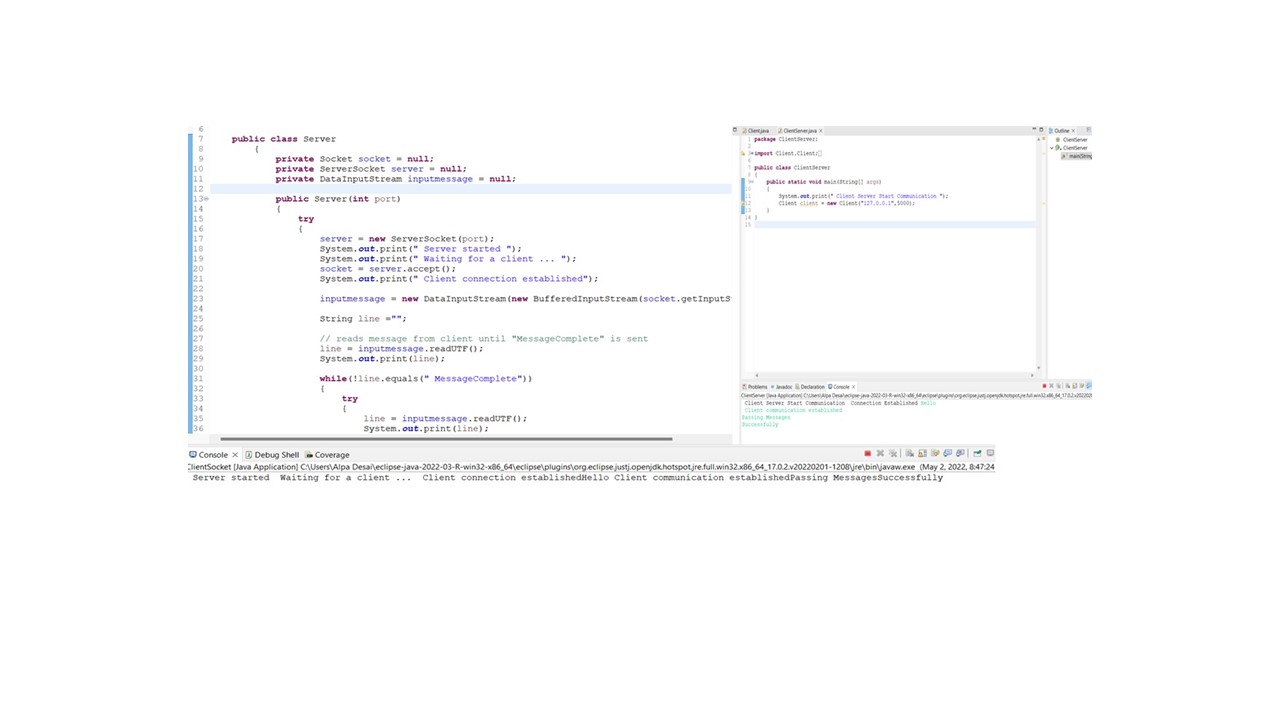 6
7 public class Server
8 {
9 private Socket socket = null;
10 private ServerSocket server = null;
11 private DataInputStream inputmessage = null;
12
13 public Server(int port)
14 {
15 try
16 {
17 server = new ServerSocket(port);
18 System.out.print(" Server started ");
19 System.out.print(" Waiting for a client ... ");
20 socket = server.accept();
21 System.out.print(" Client connection established");
22
23 inputmessage = new DataInputStream(new BufferedInputStream(socket.getInputS
24
25 String line ="";
26
27 // reads message from client until "MessageComplete" is sent
28 line = inputmessage.readUTF();
29 System.out.print(line);
30
31 while(!line.equals(" MessageComplete"))
32 {
33 try
34 {
35 line = inputmessage.readUTF();
36 System.out.print(line);
Console Debug Shell Coverage
ClientSocket [Java Application] C:\Users\Alpa Desai\eclipse-java-2022-03-R-win32-x86_64\eclipse\plugins\org.eclipse.justj.openjdk.hotspot.jre.full.win32.x86_64_17.0.2.v20220201-1208\jre\bin\javaw.exe (May 2, 2022, 8:47:24
Server started Waiting for a client ... Client connection establishedHello Client communication establishedPassing MessagesSuccessfully
Client.java ClientServer.java
1 package ClientServer;
2
3 import Client.Client;
6
7 public class ClientServer
8 {
9 public static void main(String[] args)
10 {
11 System.out.print(" Client Server Start Communication ");
12 Client client = new Client("127.0.0.1",5000);
13 }
14 }
15
Outline
ClientServer
ClientServer
main(String
Problems Javadoc Declaration Console
ClientServer [Java Application] C:\Users\Alpa Desai\eclipse-java-2022-03-R-win32-x86_64\eclipse\plugins\org.eclipse.justj.openjdk.hotspot.jre.full.win32.x86_64_17.0.2.v2022020
Client Server Start Communication Connection Established Hello
Client communication established
Passing Messages
Successfully